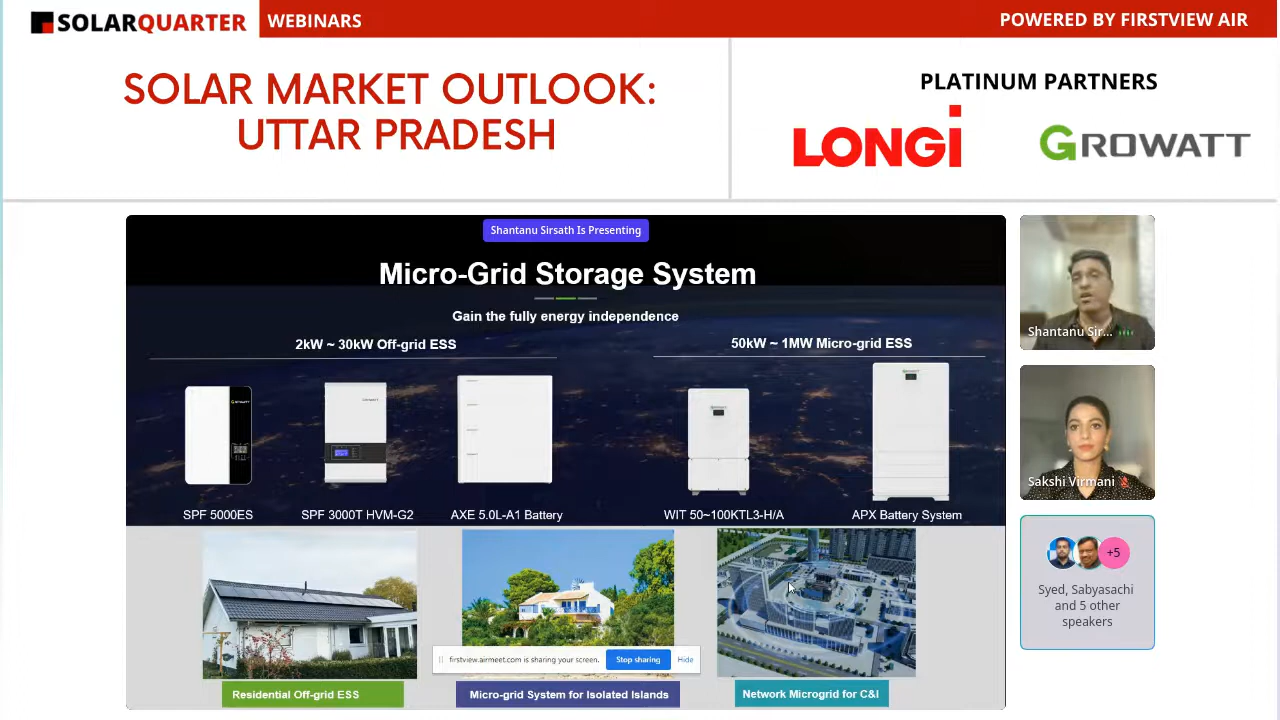 SOLARQUARTER WEBINARS
POWERED BY FIRSTVIEW AIR
SOLAR MARKET OUTLOOK:
UTTAR PRADESH
PLATINUM PARTNERS
LONGi
GROWATT
Shantanu Sirsath Is Presenting
Micro-Grid Storage System
Gain the fully energy independence
2kW ~ 30kW Off-grid ESS
50kW ~ 1MW Micro-grid ESS
SPF 5000ES
SPF 3000T HVM-G2
AXE 5.0L-A1 Battery
WIT 50~100KTL3-H/A
APX Battery System
firstview.airmeet.com is sharing your screen.
Stop sharing
Hide
Residential Off-grid ESS
Micro-grid System for Isolated Islands
Network Microgrid for C&I
Shantanu Sir...
Sakshi Virmani
+5
Syed, Sabyasachi
and 5 other
speakers